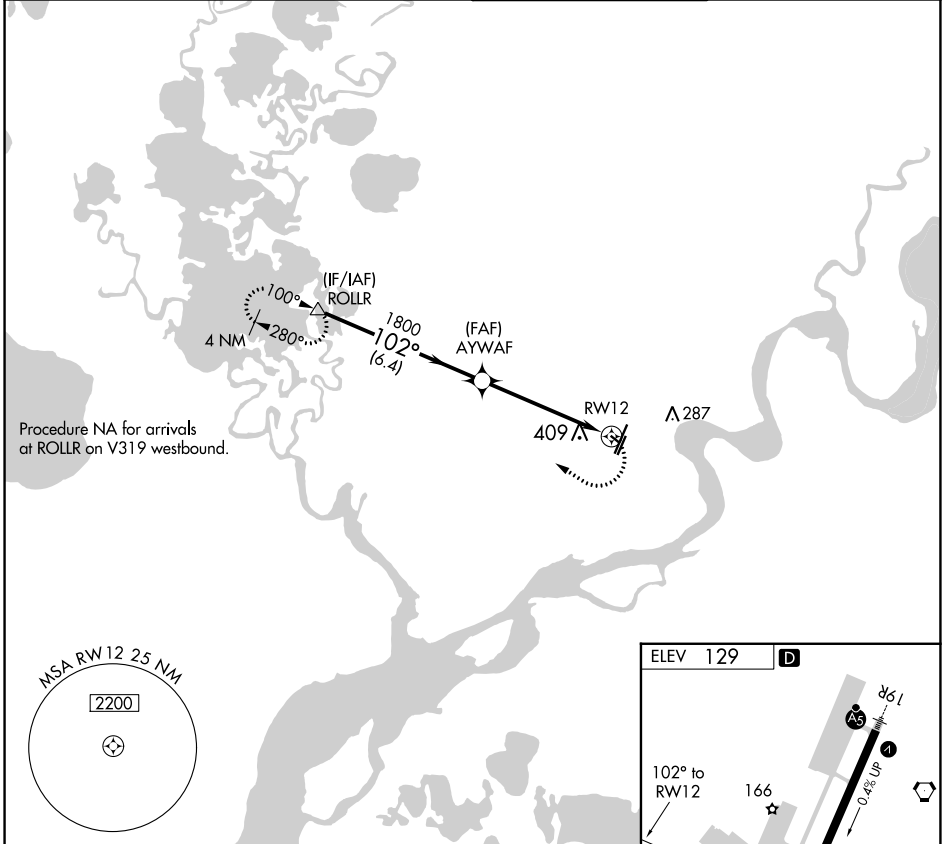 (IF/IAF)
ROLLR
100°
280°
4 NM
1800
102°
(6.4)
(FAF)
AYWAF
RW12
409
287
Procedure NA for arrivals
at ROLLR on V319 westbound.
MSA RW12 25 NM
2200
ELEV 129 D
19R
A5
0.4% UP
102° to
RW12
166